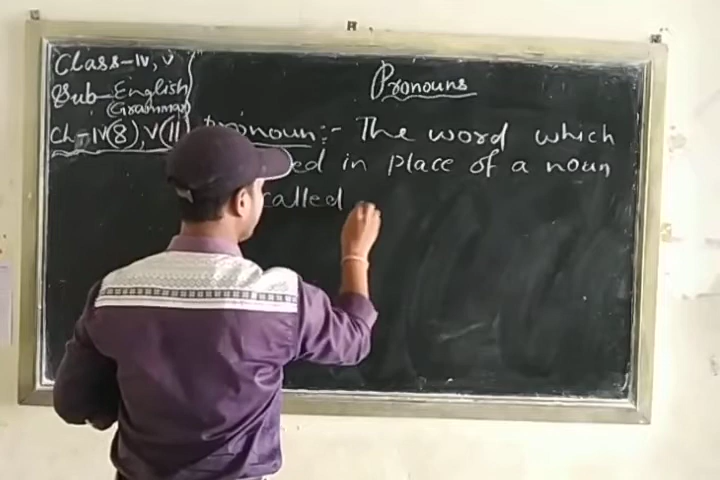 Class-IV, V
Sub-English
(Grammar)
Ch-IV(8), V(11)
Pronouns
Pronoun:- The word which
in place of a noun
called